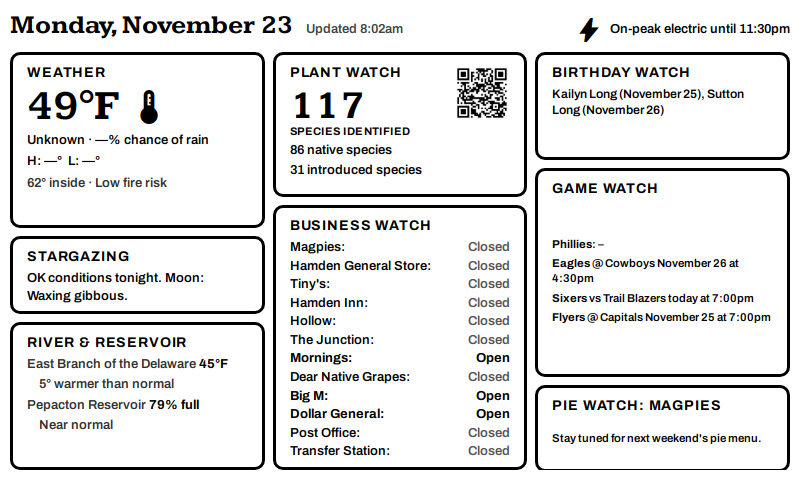 Monday, November 23 Updated 8:02am
On-peak electric until 11:30pm
WEATHER
49°F
Unknown · —% chance of rain
H: —° L: —°
62° inside · Low fire risk
STARGAZING
OK conditions tonight. Moon:
Waxing gibbous.
RIVER & RESERVOIR
East Branch of the Delaware 45°F
5° warmer than normal
Pepacton Reservoir 79% full
Near normal
PLANT WATCH
117
SPECIES IDENTIFIED
86 native species
31 introduced species
BUSINESS WATCH
Magpies: Closed
Hamden General Store: Closed
Tiny's: Closed
Hamden Inn: Closed
Hollow: Closed
The Junction: Closed
Mornings: Open
Dear Native Grapes: Closed
Big M: Open
Dollar General: Open
Post Office: Closed
Transfer Station: Closed
BIRTHDAY WATCH
Kailyn Long (November 25), Sutton
Long (November 26)
GAME WATCH
Phillies: –
Eagles @ Cowboys November 26 at
4:30pm
Sixers vs Trail Blazers today at 7:00pm
Flyers @ Capitals November 25 at 7:00pm
PIE WATCH: MAGPIES
Stay tuned for next weekend's pie menu.